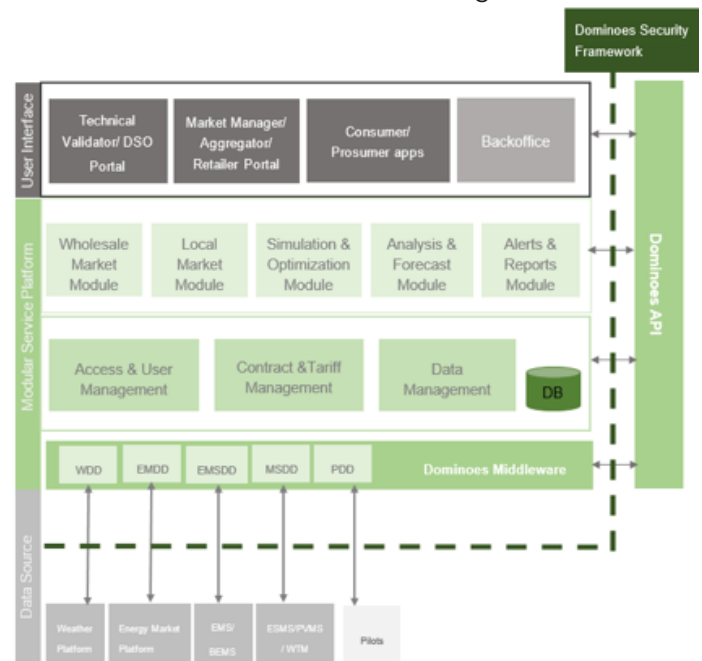 Dominoes Security
Framework
User Interface
Technical
Validator/ DSO
Portal
Market Manager/
Aggregator/
Retailer Portal
Consumer/
Prosumer apps
Backoffice
Modular Service Platform
Wholesale
Market
Module
Local
Market
Module
Simulation &
Optimization
Module
Analysis &
Forecast
Module
Alerts &
Reports
Module
Access & User
Management
Contract &Tariff
Management
Data
Management
DB
WDD
EMDD
EMSDD
MSDD
PDD
Dominoes Middleware
Dominoes API
Data Source
Weather
Platform
Energy Market
Platform
EMS/
BEMS
ESMS/PVMS
/ WTM
Pilots